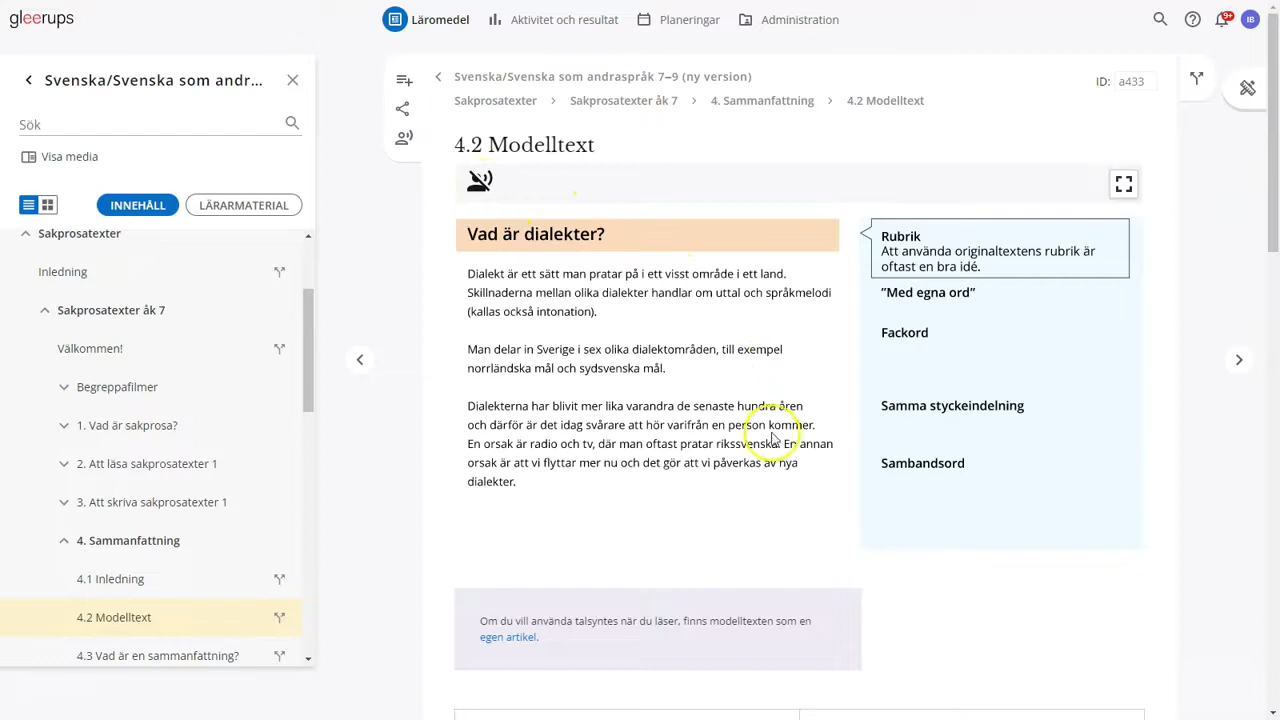 gleerups
Läromedel
Aktivitet och resultat
Planeringar
Administration
9+
IB
Svenska/Svenska som andr...
Sök
Visa media
INNEHÅLL
LÄRARMATERIAL
Sakprosatexter
Inledning
Sakprosatexter åk 7
Välkommen!
Begreppafilmer
1. Vad är sakprosa?
2. Att läsa sakprosatexter 1
3. Att skriva sakprosatexter 1
4. Sammanfattning
4.1 Inledning
4.2 Modelltext
4.3 Vad är en sammanfattning?
Svenska/Svenska som andraspråk 7–9 (ny version)
ID: a433
Sakprosatexter > Sakprosatexter åk 7 > 4. Sammanfattning > 4.2 Modelltext
4.2 Modelltext
Vad är dialekter?
Dialekt är ett sätt man pratar på i ett visst område i ett land.
Skillnaderna mellan olika dialekter handlar om uttal och språkmelodi
(kallas också intonation).
Man delar in Sverige i sex olika dialektområden, till exempel
norrländska mål och sydsvenska mål.
Dialekterna har blivit mer lika varandra de senaste hundra åren
och därför är det idag svårare att hör varifrån en person kommer.
En orsak är radio och tv, där man oftast pratar rikssvenska. En annan
orsak är att vi flyttar mer nu och det gör att vi påverkas av nya
dialekter.
Rubrik
Att använda originaltextens rubrik är
oftast en bra idé.
”Med egna ord”
Fackord
Samma styckeindelning
Sambandsord
Om du vill använda talsyntes när du läser, finns modelltexten som en
egen artikel.